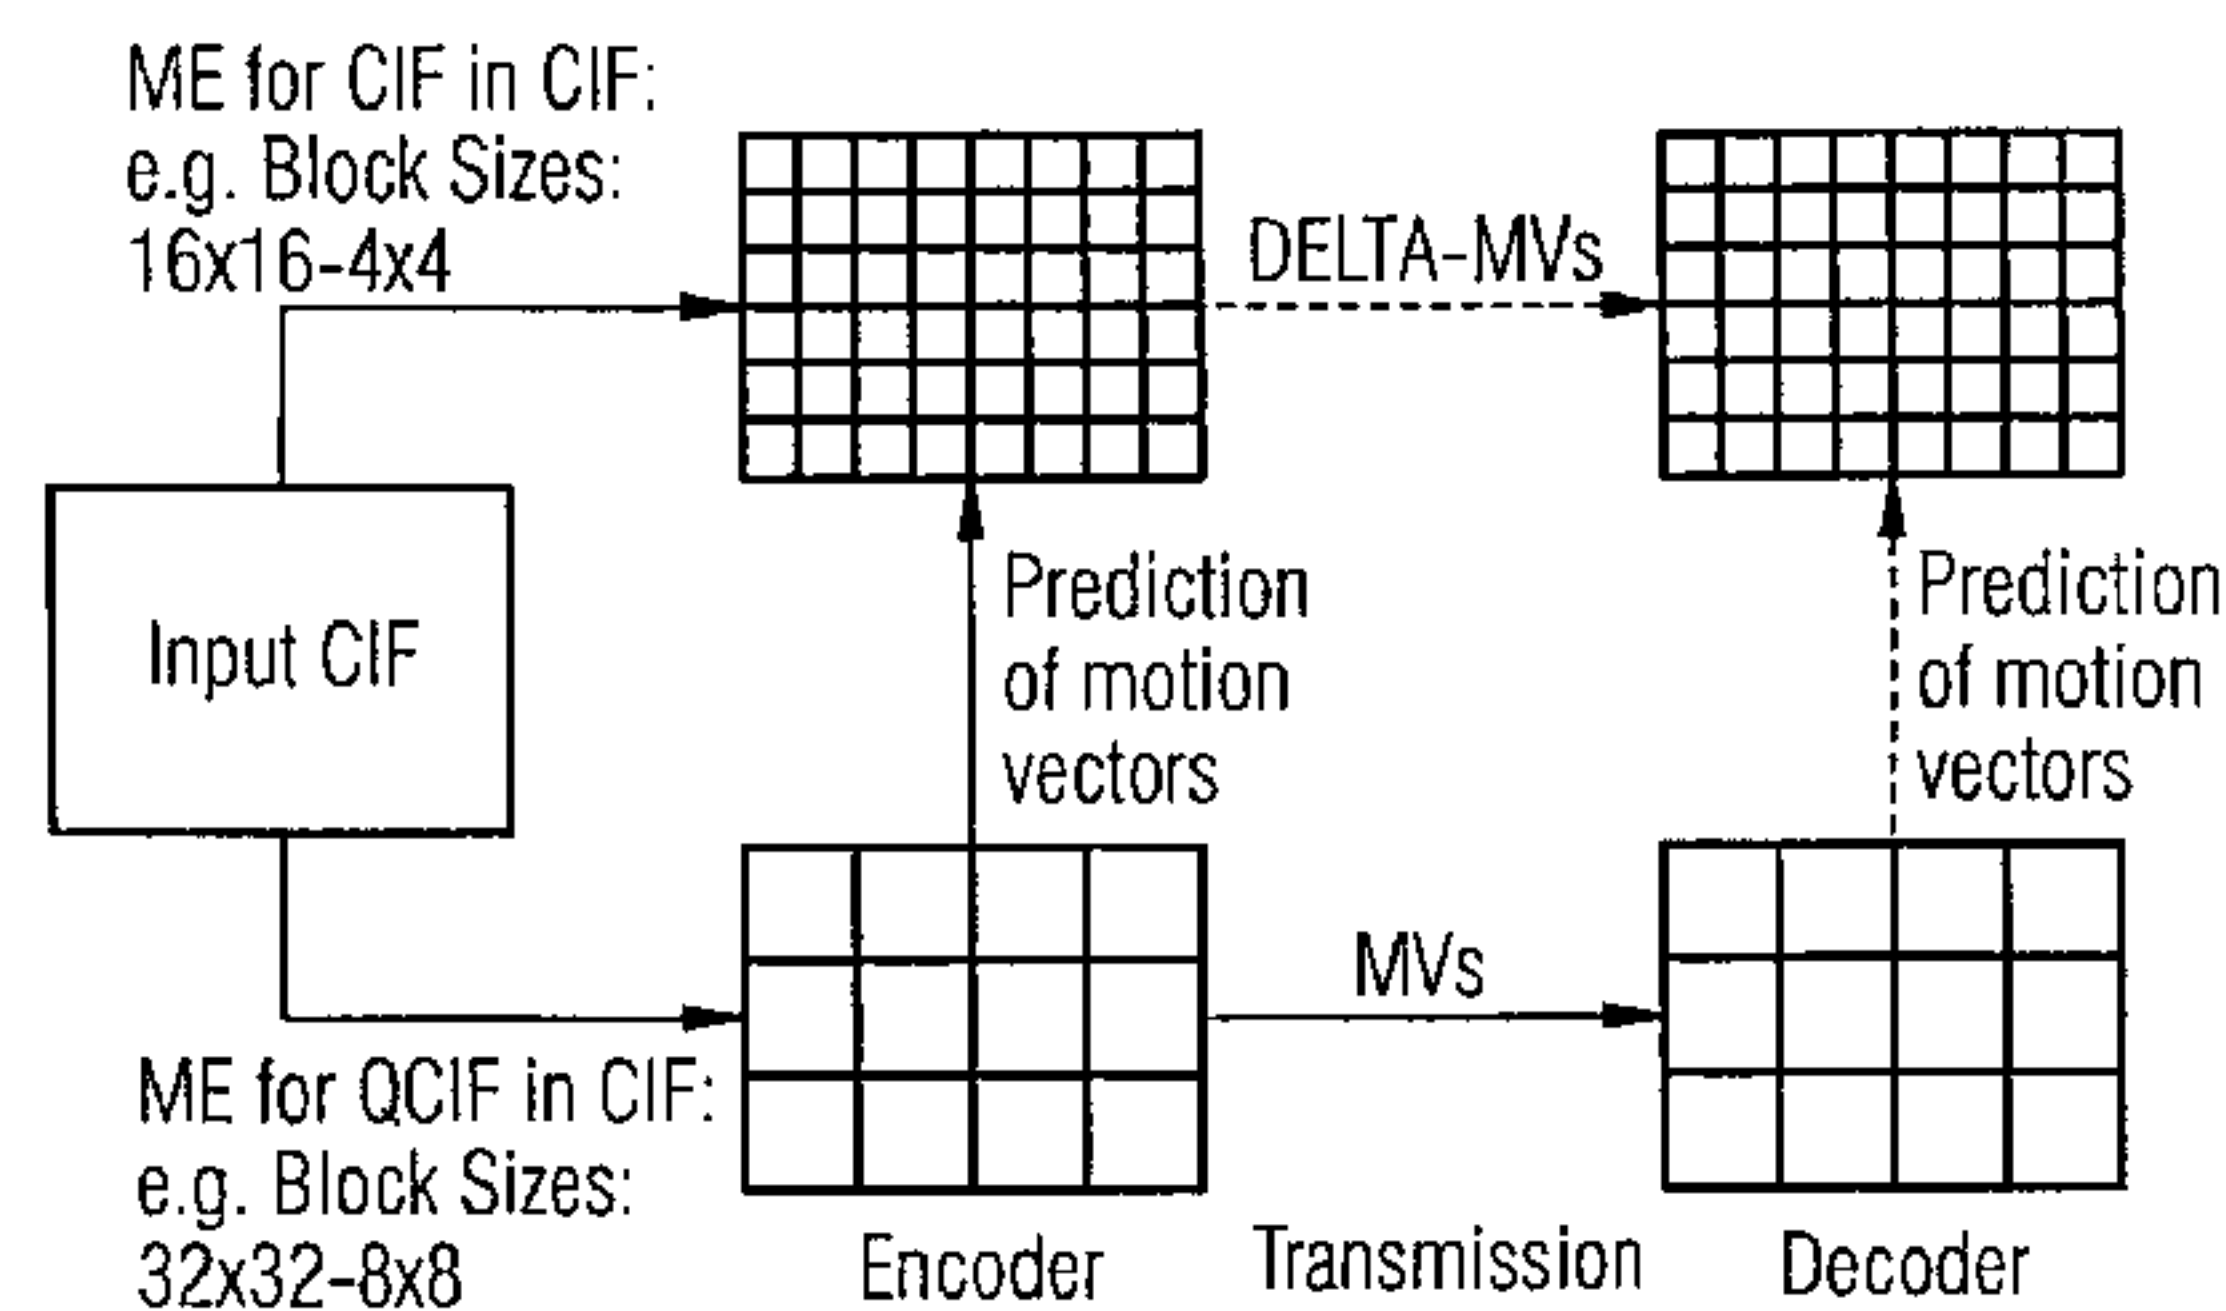 ME for CIF in CIF:
e.g. Block Sizes:
16x16-4x4
DELTA-MVs
Input CIF
Prediction
of motion
vectors
Prediction
of motion
vectors
MVs
ME for QCIF in CIF:
e.g. Block Sizes:
32x32-8x8
Encoder
Transmission
Decoder